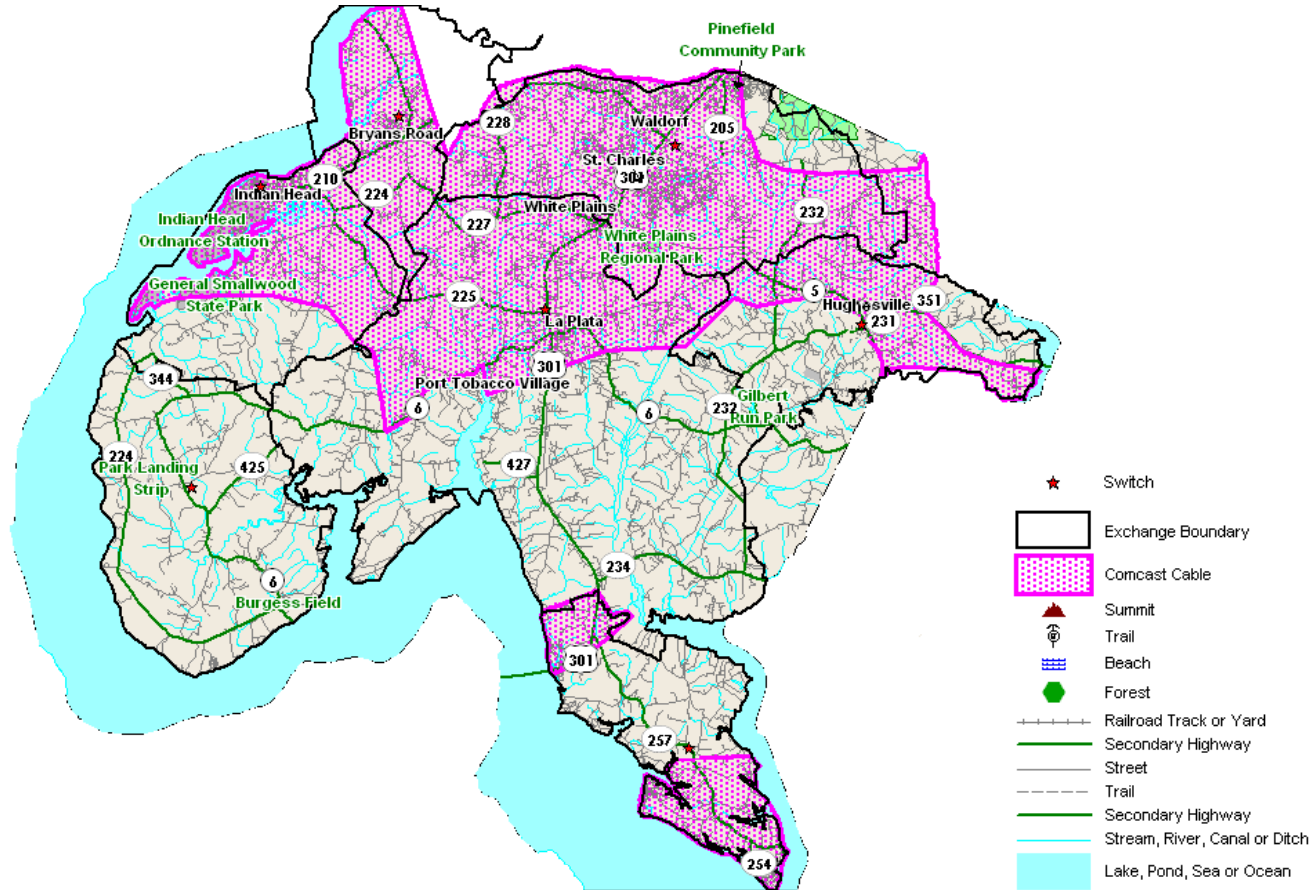 Pinefield
Community Park
228
Waldorf
205
Bryans Road
St. Charles
301
210
Indian Head
224
White Plains
232
Indian Head
Ordnance Station
227
White Plains
Regional Park
General Smallwood
State Park
225
5
Hughesville
351
La Plata
231
301
344
Port Tobacco Village
6
6
232
Gilbert
Run Park
224
Park Landing
Strip
425
427
6
Burgess Field
234
301
257
254
Switch
Exchange Boundary
Comcast Cable
Summit
Trail
Beach
Forest
Railroad Track or Yard
Secondary Highway
Street
Trail
Secondary Highway
Stream, River, Canal or Ditch
Lake, Pond, Sea or Ocean